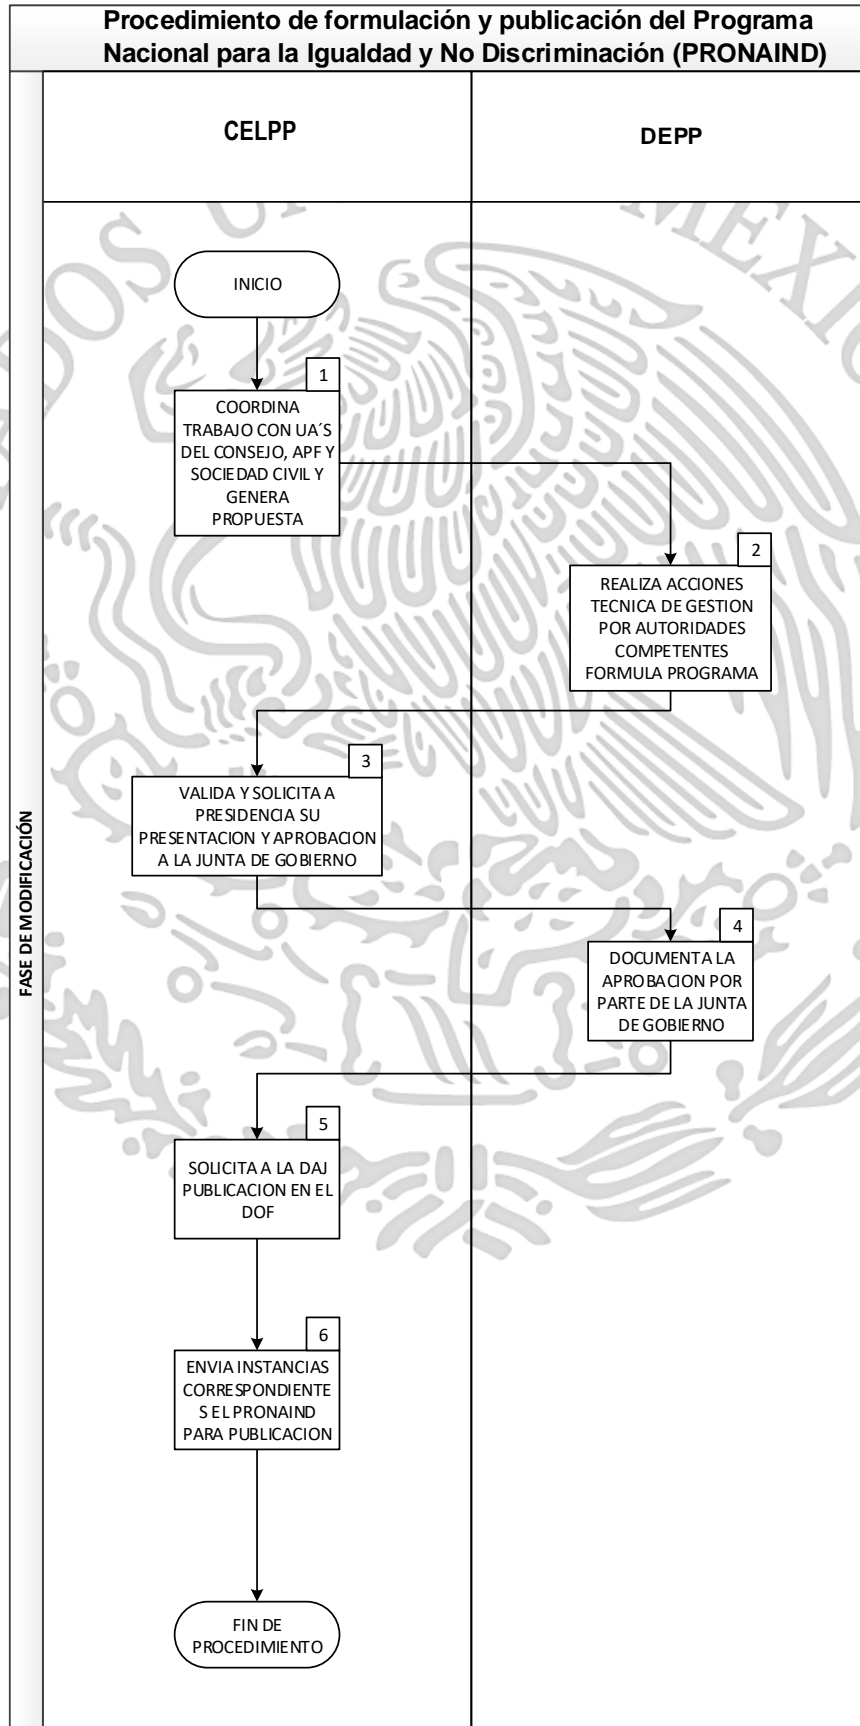 Procedimiento de formulación y publicación del Programa
Nacional para la Igualdad y No Discriminación (PRONAIND)
CELPP
DEPP
FASE DE MODIFICACIÓN
INICIO
1
COORDINA
TRABAJO CON UA´S
DEL CONSEJO, APF Y
SOCIEDAD CIVIL Y
GENERA
PROPUESTA
2
REALIZA ACCIONES
TECNICA DE GESTION
POR AUTORIDADES
COMPETENTES
FORMULA PROGRAMA
3
VALIDA Y SOLICITA A
PRESIDENCIA SU
PRESENTACION Y APROBACION
A LA JUNTA DE GOBIERNO
4
DOCUMENTA LA
APROBACION POR
PARTE DE LA JUNTA
DE GOBIERNO
5
SOLICITA A LA DAJ
PUBLICACION EN EL
DOF
6
ENVIA INSTANCIAS
CORRESPONDIENTE
S EL PRONAIND
PARA PUBLICACION
FIN DE
PROCEDIMIENTO